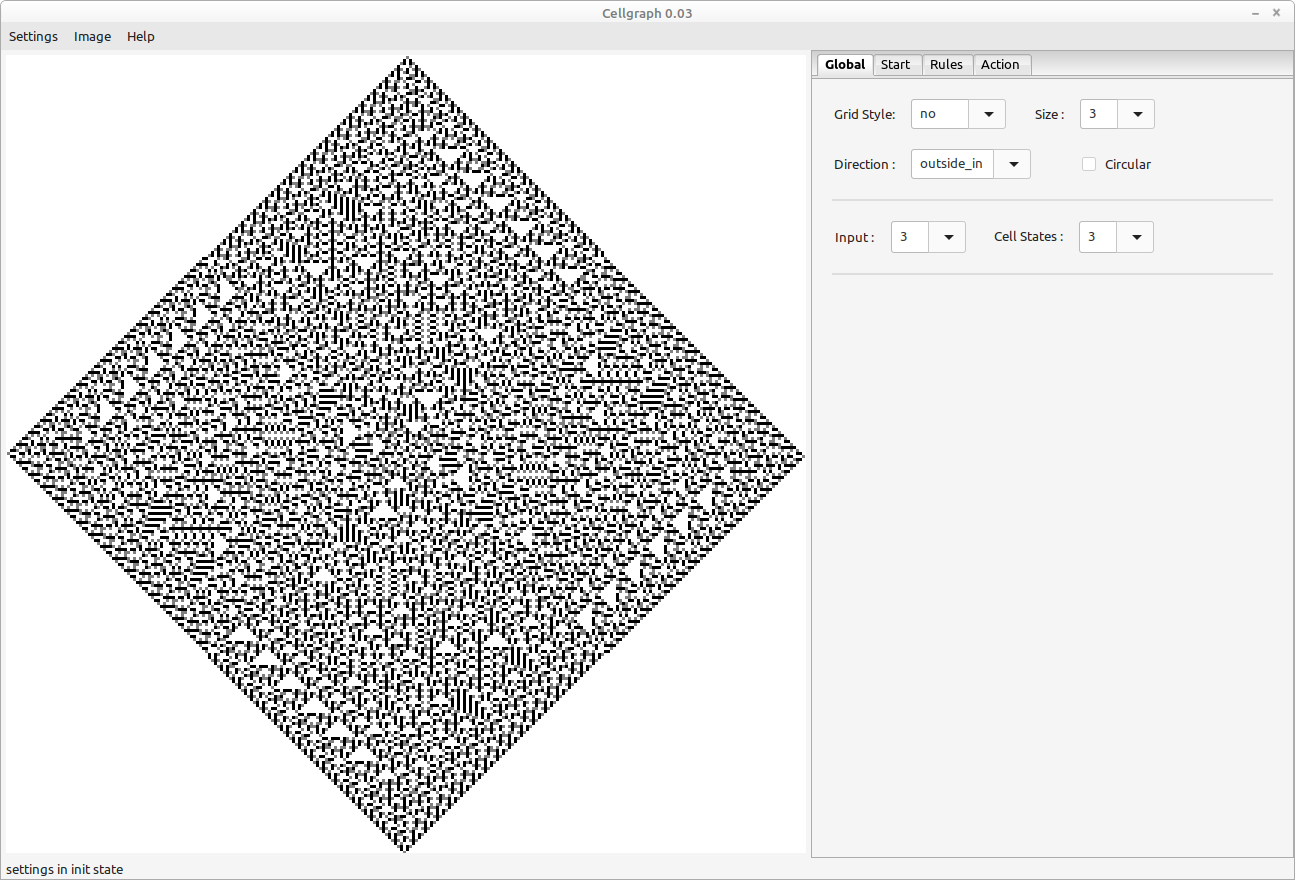 Cellgraph 0.03
Settings Image Help
Global Start Rules Action
Grid Style: no Size : 3
Direction : outside_in Circular
Input : 3 Cell States : 3
settings in init state